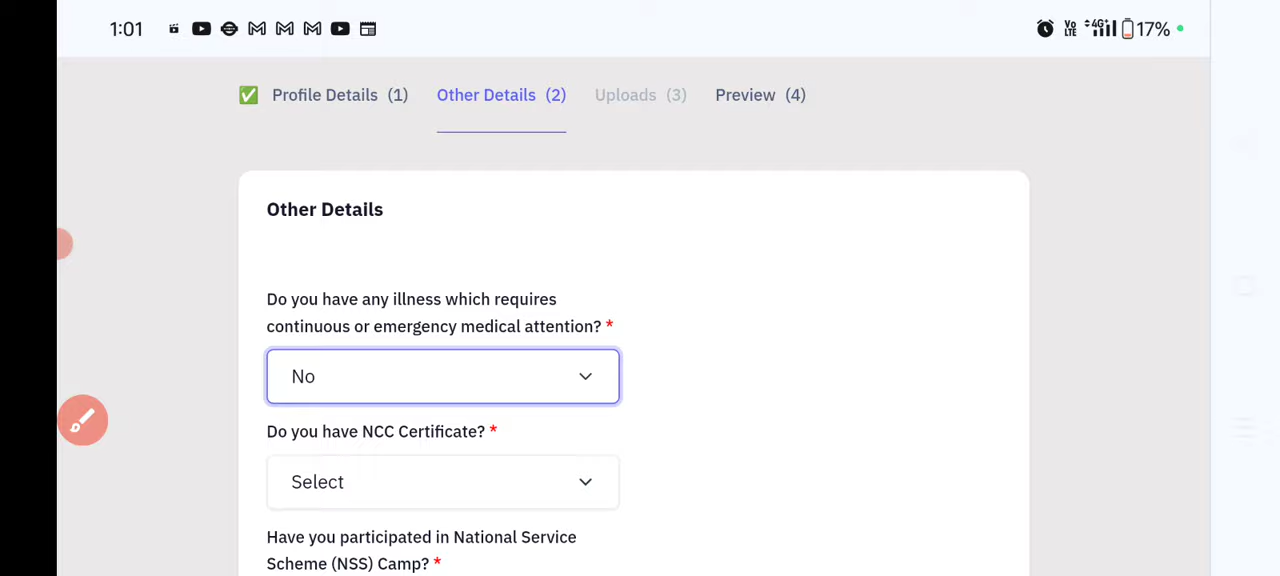 1:01 VoLTE 4G+ 17%
✅ Profile Details (1) Other Details (2) Uploads (3) Preview (4)
Other Details
Do you have any illness which requires
continuous or emergency medical attention? *
No
Do you have NCC Certificate? *
Select
Have you participated in National Service
Scheme (NSS) Camp? *